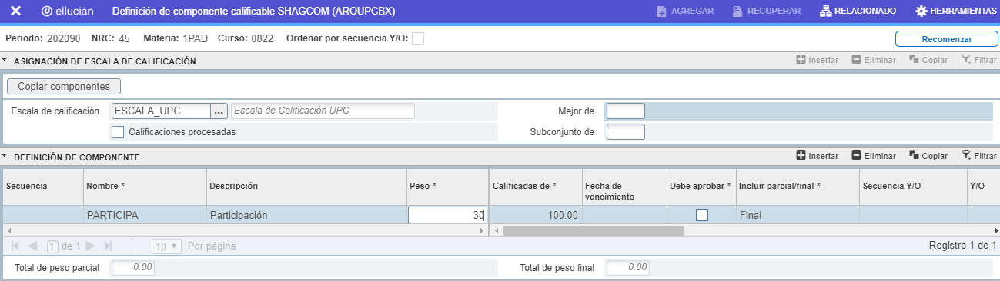 ellucian Definición de componente calificable SHAGCOM (AROUPCBX) AGREGAR RECUPERAR RELACIONADO HERRAMIENTAS
Periodo: 202090 NRC: 45 Materia: 1PAD Curso: 0822 Ordenar por secuencia Y/O: Recomenzar
ASIGNACIÓN DE ESCALA DE CALIFICACIÓN Insertar Eliminar Copiar Filtrar
Copiar componentes
Escala de calificación ESCALA_UPC ... Escala de Calificación UPC Mejor de
Calificaciones procesadas Subconjunto de
DEFINICIÓN DE COMPONENTE Insertar Eliminar Copiar Filtrar
Secuencia Nombre * Descripción Peso * Calificadas de * Fecha de vencimiento Debe aprobar * Incluir parcial/final * Secuencia Y/O Y/O
PARTICIPA Participación 30 100.00 Final
1 de 1 10 Por página Registro 1 de 1
Total de peso parcial 0.00 Total de peso final 0.00